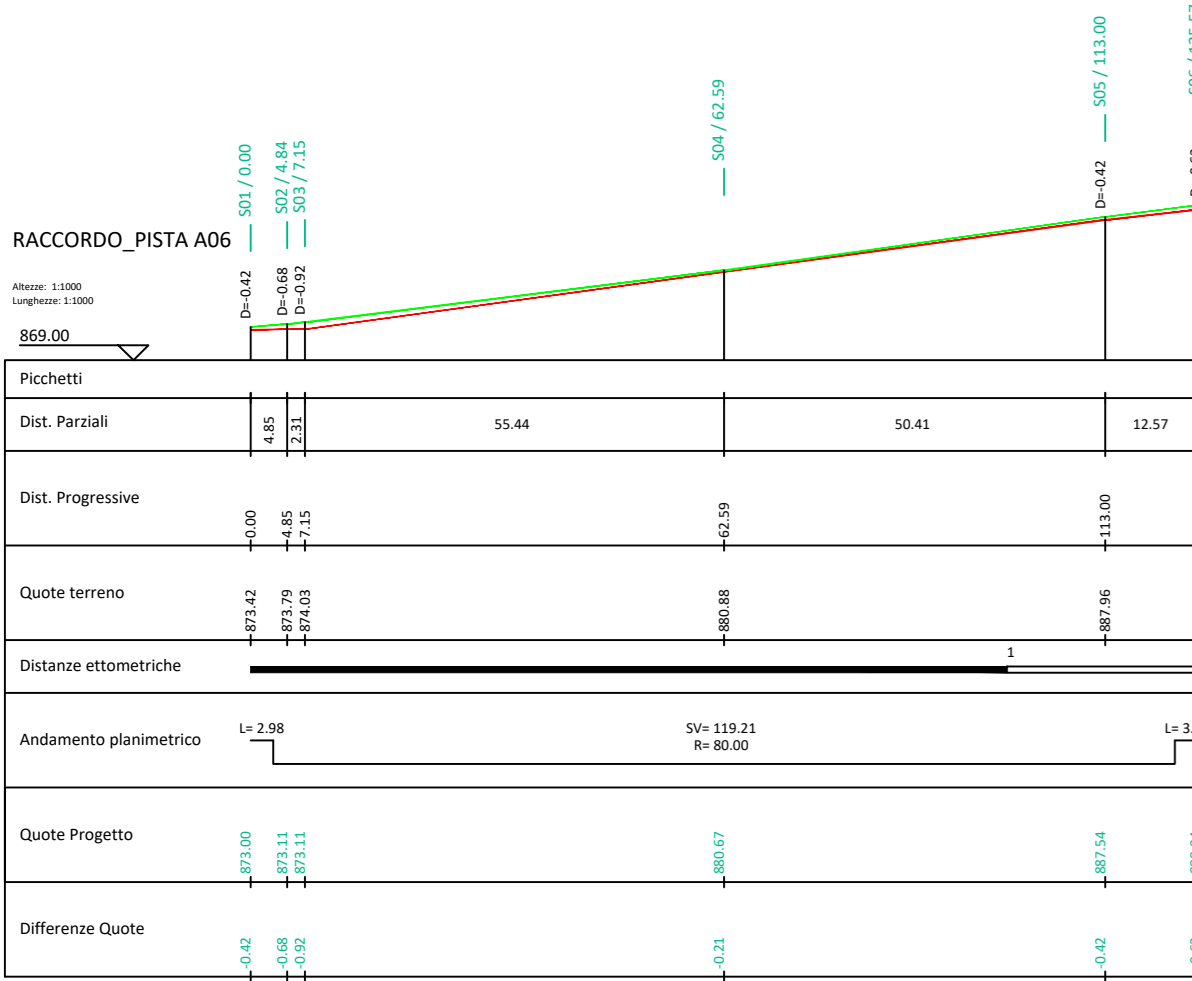 S01 / 0.00
S02 / 4.84
S03 / 7.15
S04 / 62.59
S05 / 113.00
RACCORDO_PISTA A06
Altezze: 1:1000
Lunghezze: 1:1000
869.00
D=-0.42
D=-0.68
D=-0.92
D=-0.42
Picchetti
Dist. Parziali
4.85
2.31
55.44
50.41
12.57
Dist. Progressive
0.00
4.85
7.15
62.59
113.00
Quote terreno
873.42
873.79
874.03
880.88
887.96
Distanze ettometriche
1
Andamento planimetrico
L= 2.98
SV= 119.21
R= 80.00
L= 3.
Quote Progetto
873.00
873.11
873.11
880.67
887.54
Differenze Quote
-0.42
-0.68
-0.92
-0.21
-0.42